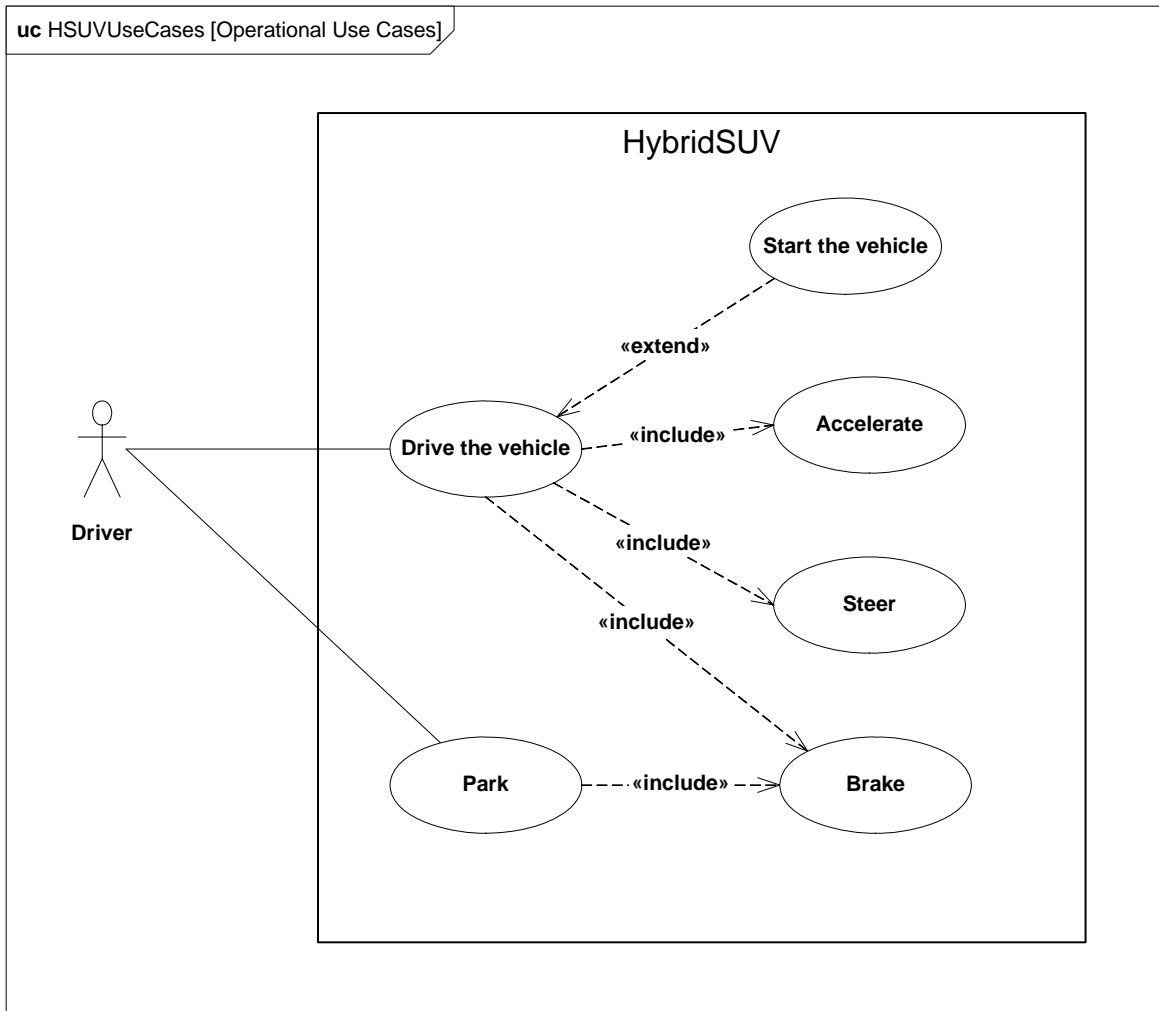 uc HSUVUseCases [Operational Use Cases]
HybridSUV
Start the vehicle
«extend»
Accelerate
«include»
Drive the vehicle
Driver
«include»
Steer
«include»
Park
«include»
Brake